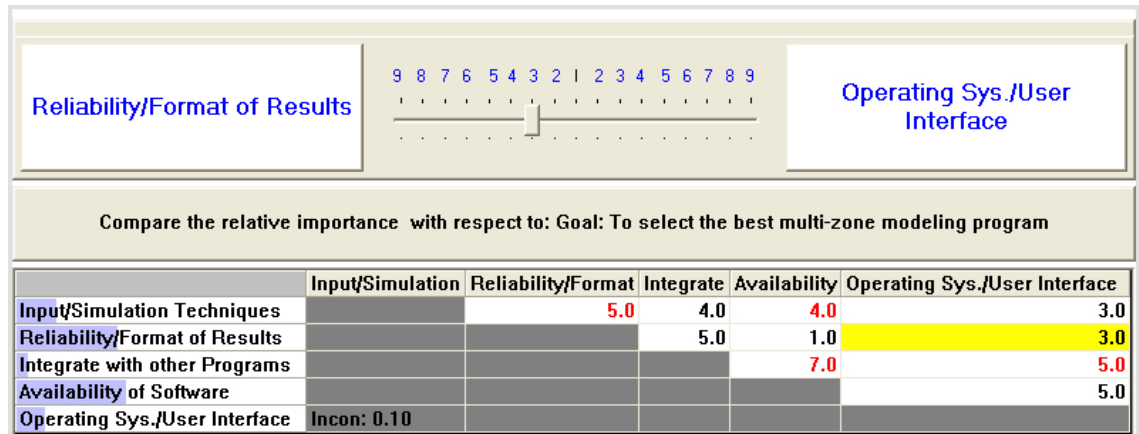 9 8 7 6 5 4 3 2 1 2 3 4 5 6 7 8 9
Reliability/Format of Results
Operating Sys./User
Interface
Compare the relative importance with respect to: Goal: To select the best multi-zone modeling program
Input/Simulation Reliability/Format Integrate Availability Operating Sys./User Interface
Input/Simulation Techniques 5.0 4.0 4.0 3.0
Reliability/Format of Results 5.0 1.0 3.0
Integrate with other Programs 7.0 5.0
Availability of Software 5.0
Operating Sys./User Interface Incon: 0.10